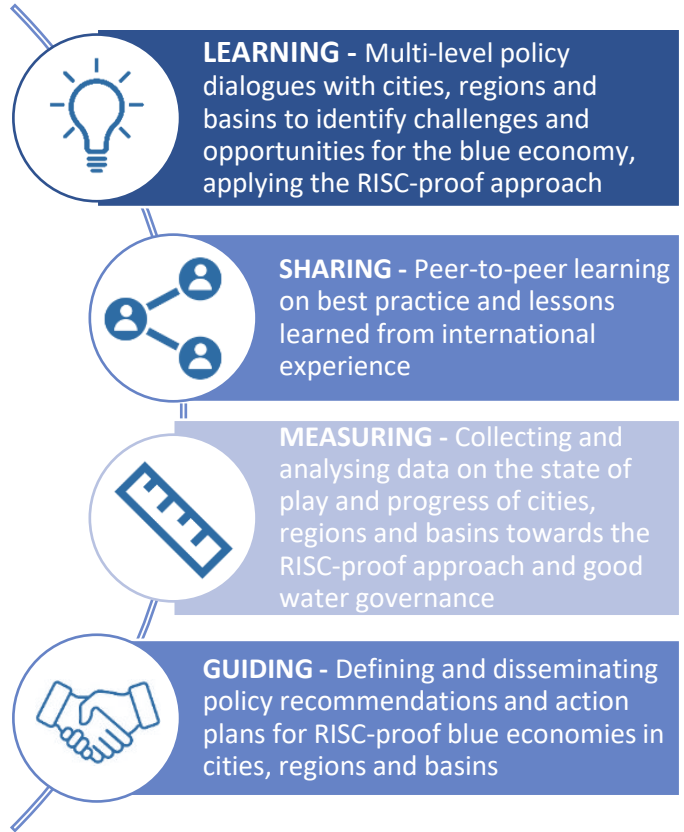 LEARNING - Multi-level policy
dialogues with cities, regions and
basins to identify challenges and
opportunities for the blue economy,
applying the RISC-proof approach
SHARING - Peer-to-peer learning
on best practice and lessons
learned from international
experience
MEASURING - Collecting and
analysing data on the state of
play and progress of cities,
regions and basins towards the
RISC-proof approach and good
water governance
GUIDING - Defining and disseminating
policy recommendations and action
plans for RISC-proof blue economies in
cities, regions and basins